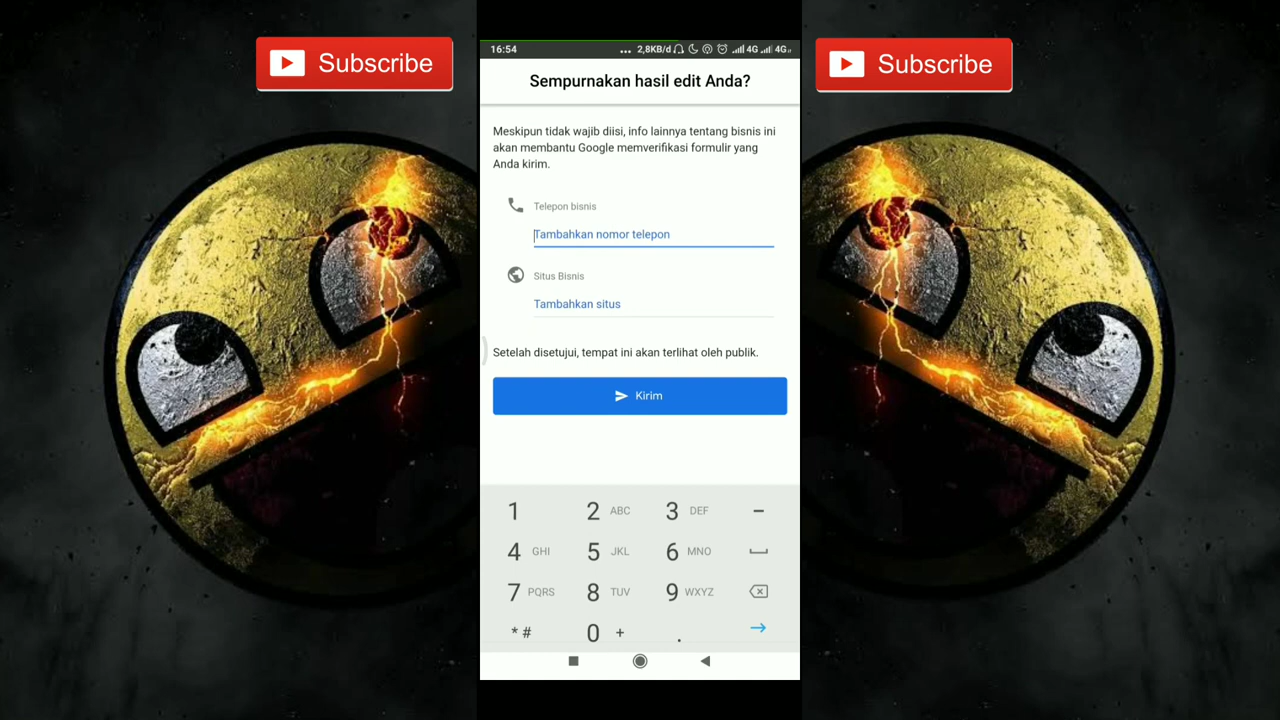 Subscribe
Subscribe
16:54
... 2,8KB/d 4G 4G
Sempurnakan hasil edit Anda?
Meskipun tidak wajib diisi, info lainnya tentang bisnis ini
akan membantu Google memverifikasi formulir yang
Anda kirim.
Telepon bisnis
Tambahkan nomor telepon
Situs Bisnis
Tambahkan situs
Setelah disetujui, tempat ini akan terlihat oleh publik.
Kirim
1 2 ABC 3 DEF -
4 GHI 5 JKL 6 MNO
7 PQRS 8 TUV 9 WXYZ
* # 0 + .